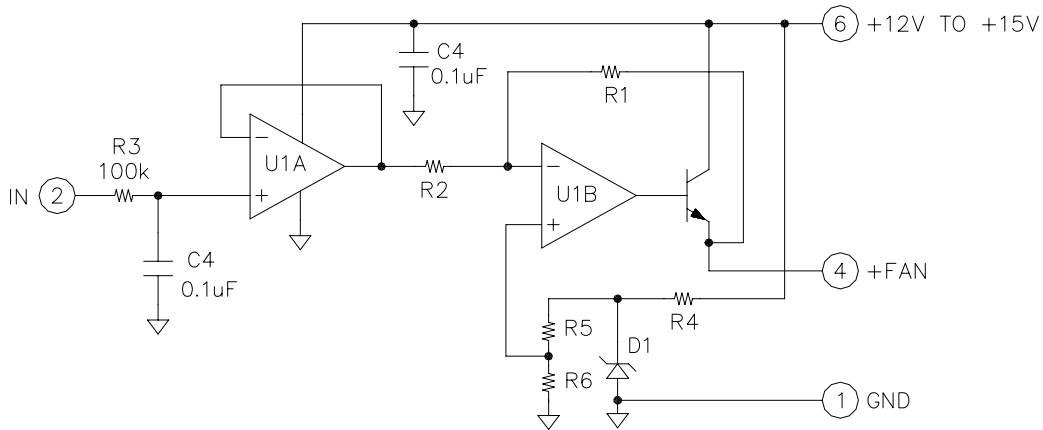 6 +12V TO +15V
C4
0.1uF
R1
R3
100k
− U1A +
R2
− U1B +
IN 2
C4
0.1uF
4 +FAN
R4
R5
D1
R6
1 GND